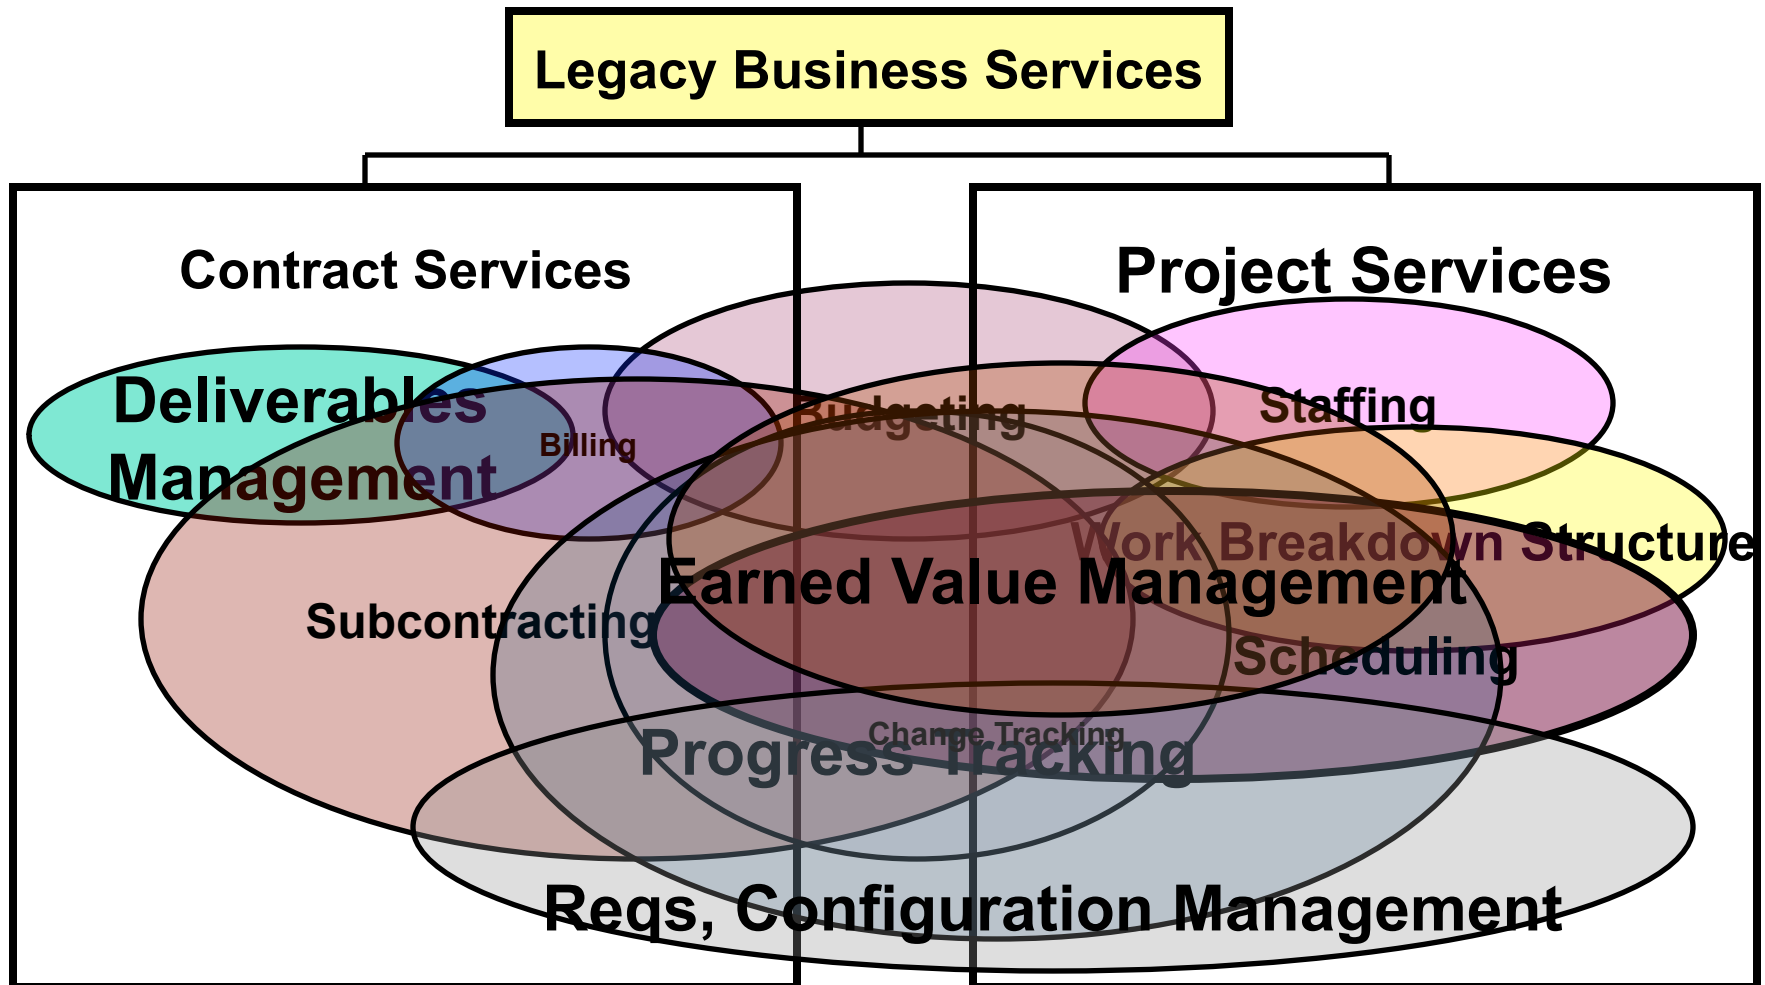 Legacy Business Services
Contract Services
Project Services
Deliverables
Management
Billing
Budgeting
Staffing
Work Breakdown Structure
Earned Value Management
Subcontracting
Scheduling
Change Tracking
Progress Tracking
Reqs, Configuration Management